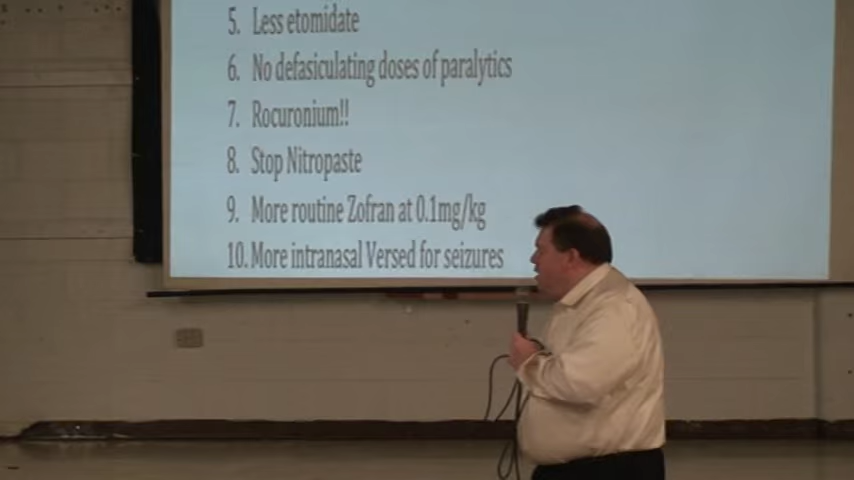 5. Less etomidate
6. No defasiculating doses of paralytics
7. Rocuronium!!
8. Stop Nitropaste
9. More routine Zofran at 0.1mg/kg
10. More intranasal Versed for seizures